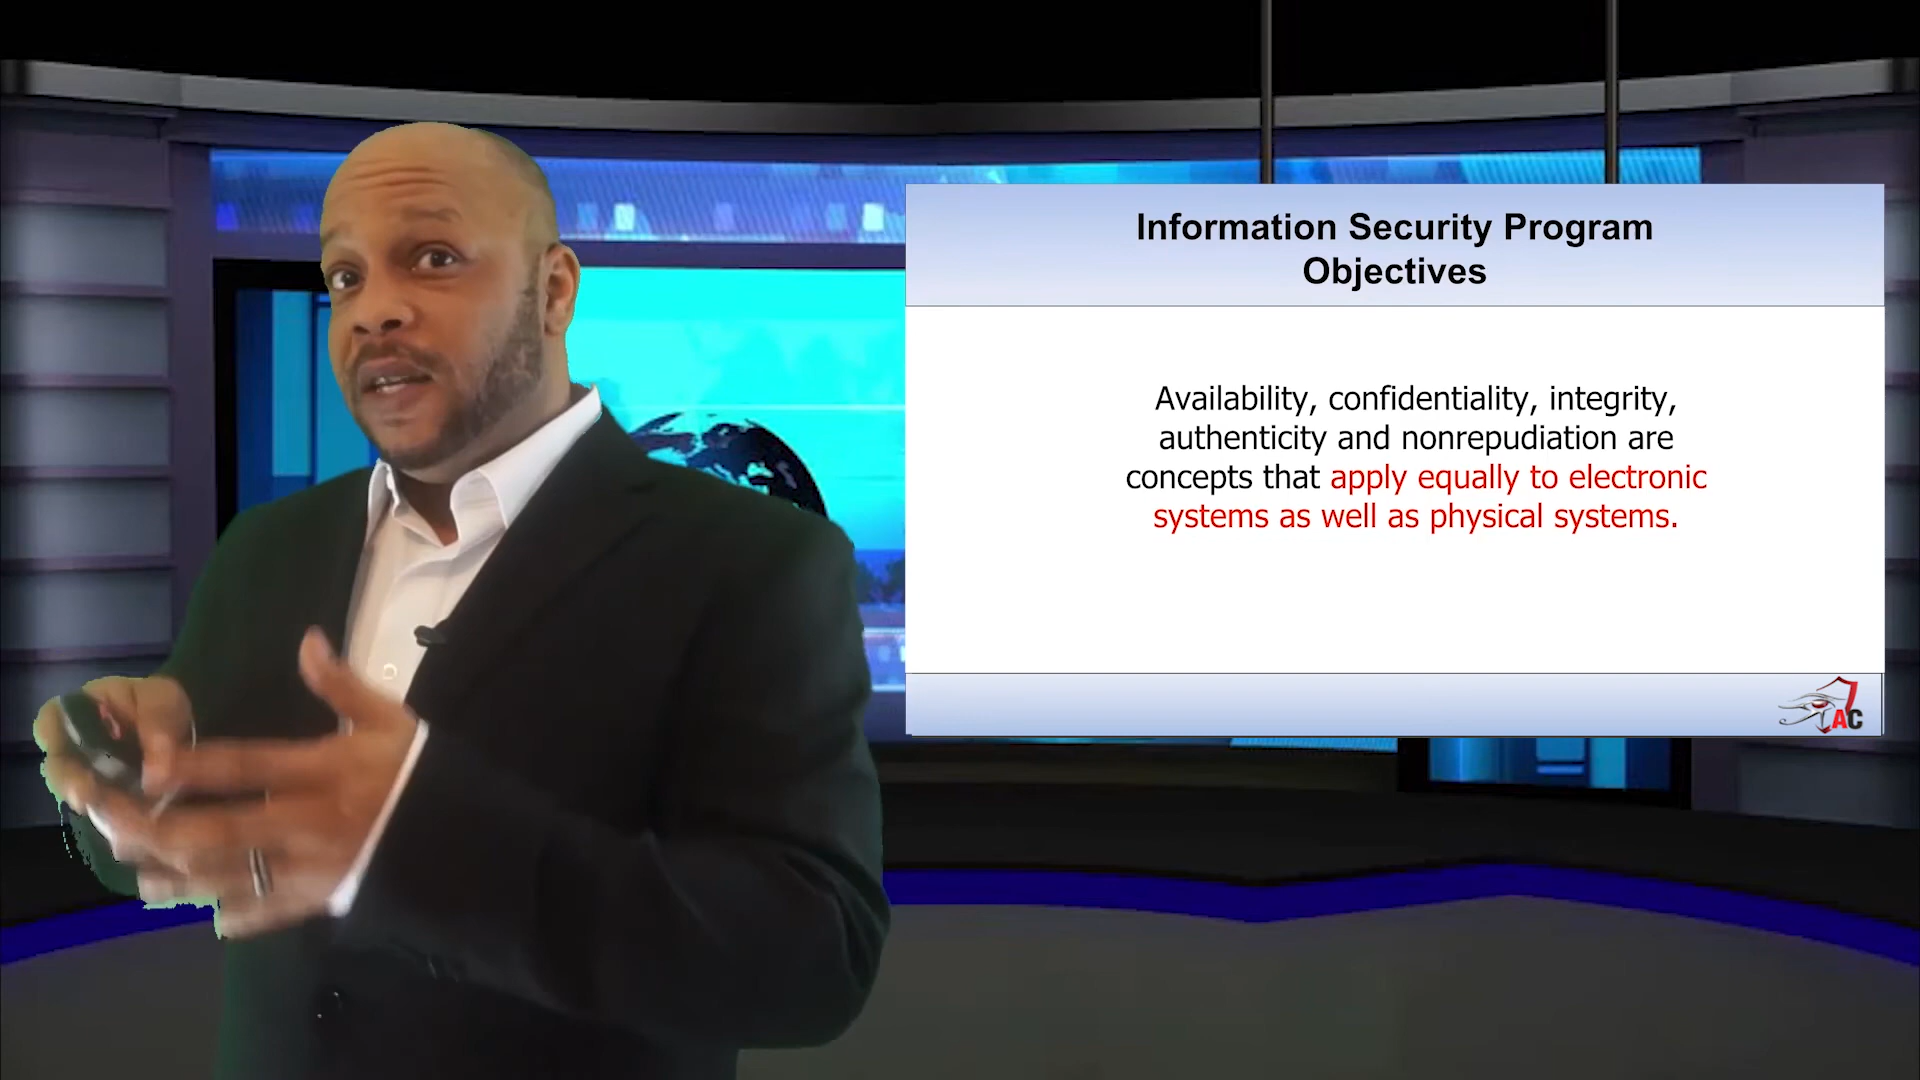 Information Security Program
Objectives
Availability, confidentiality, integrity,
authenticity and nonrepudiation are
concepts that apply equally to electronic
systems as well as physical systems.
AC